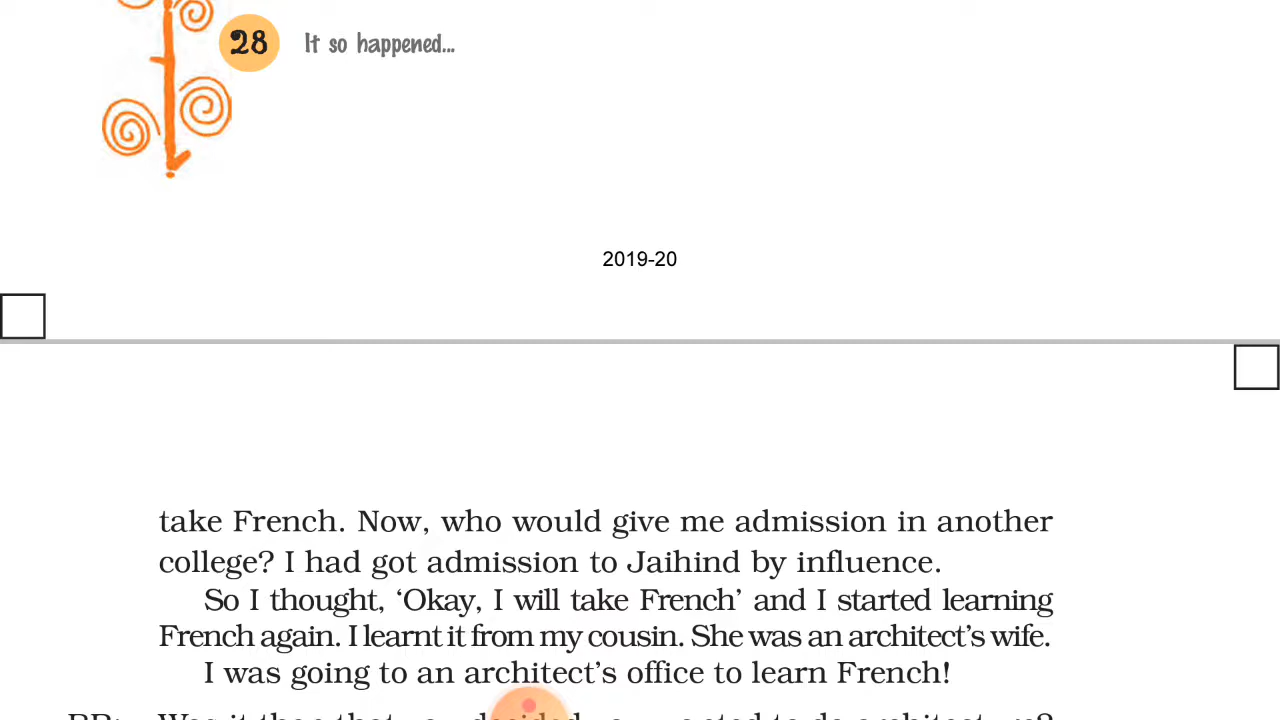 28 It so happened...
2019-20
take French. Now, who would give me admission in another
college? I had got admission to Jaihind by influence.
So I thought, ‘Okay, I will take French’ and I started learning
French again. I learnt it from my cousin. She was an architect’s wife.
I was going to an architect’s office to learn French!